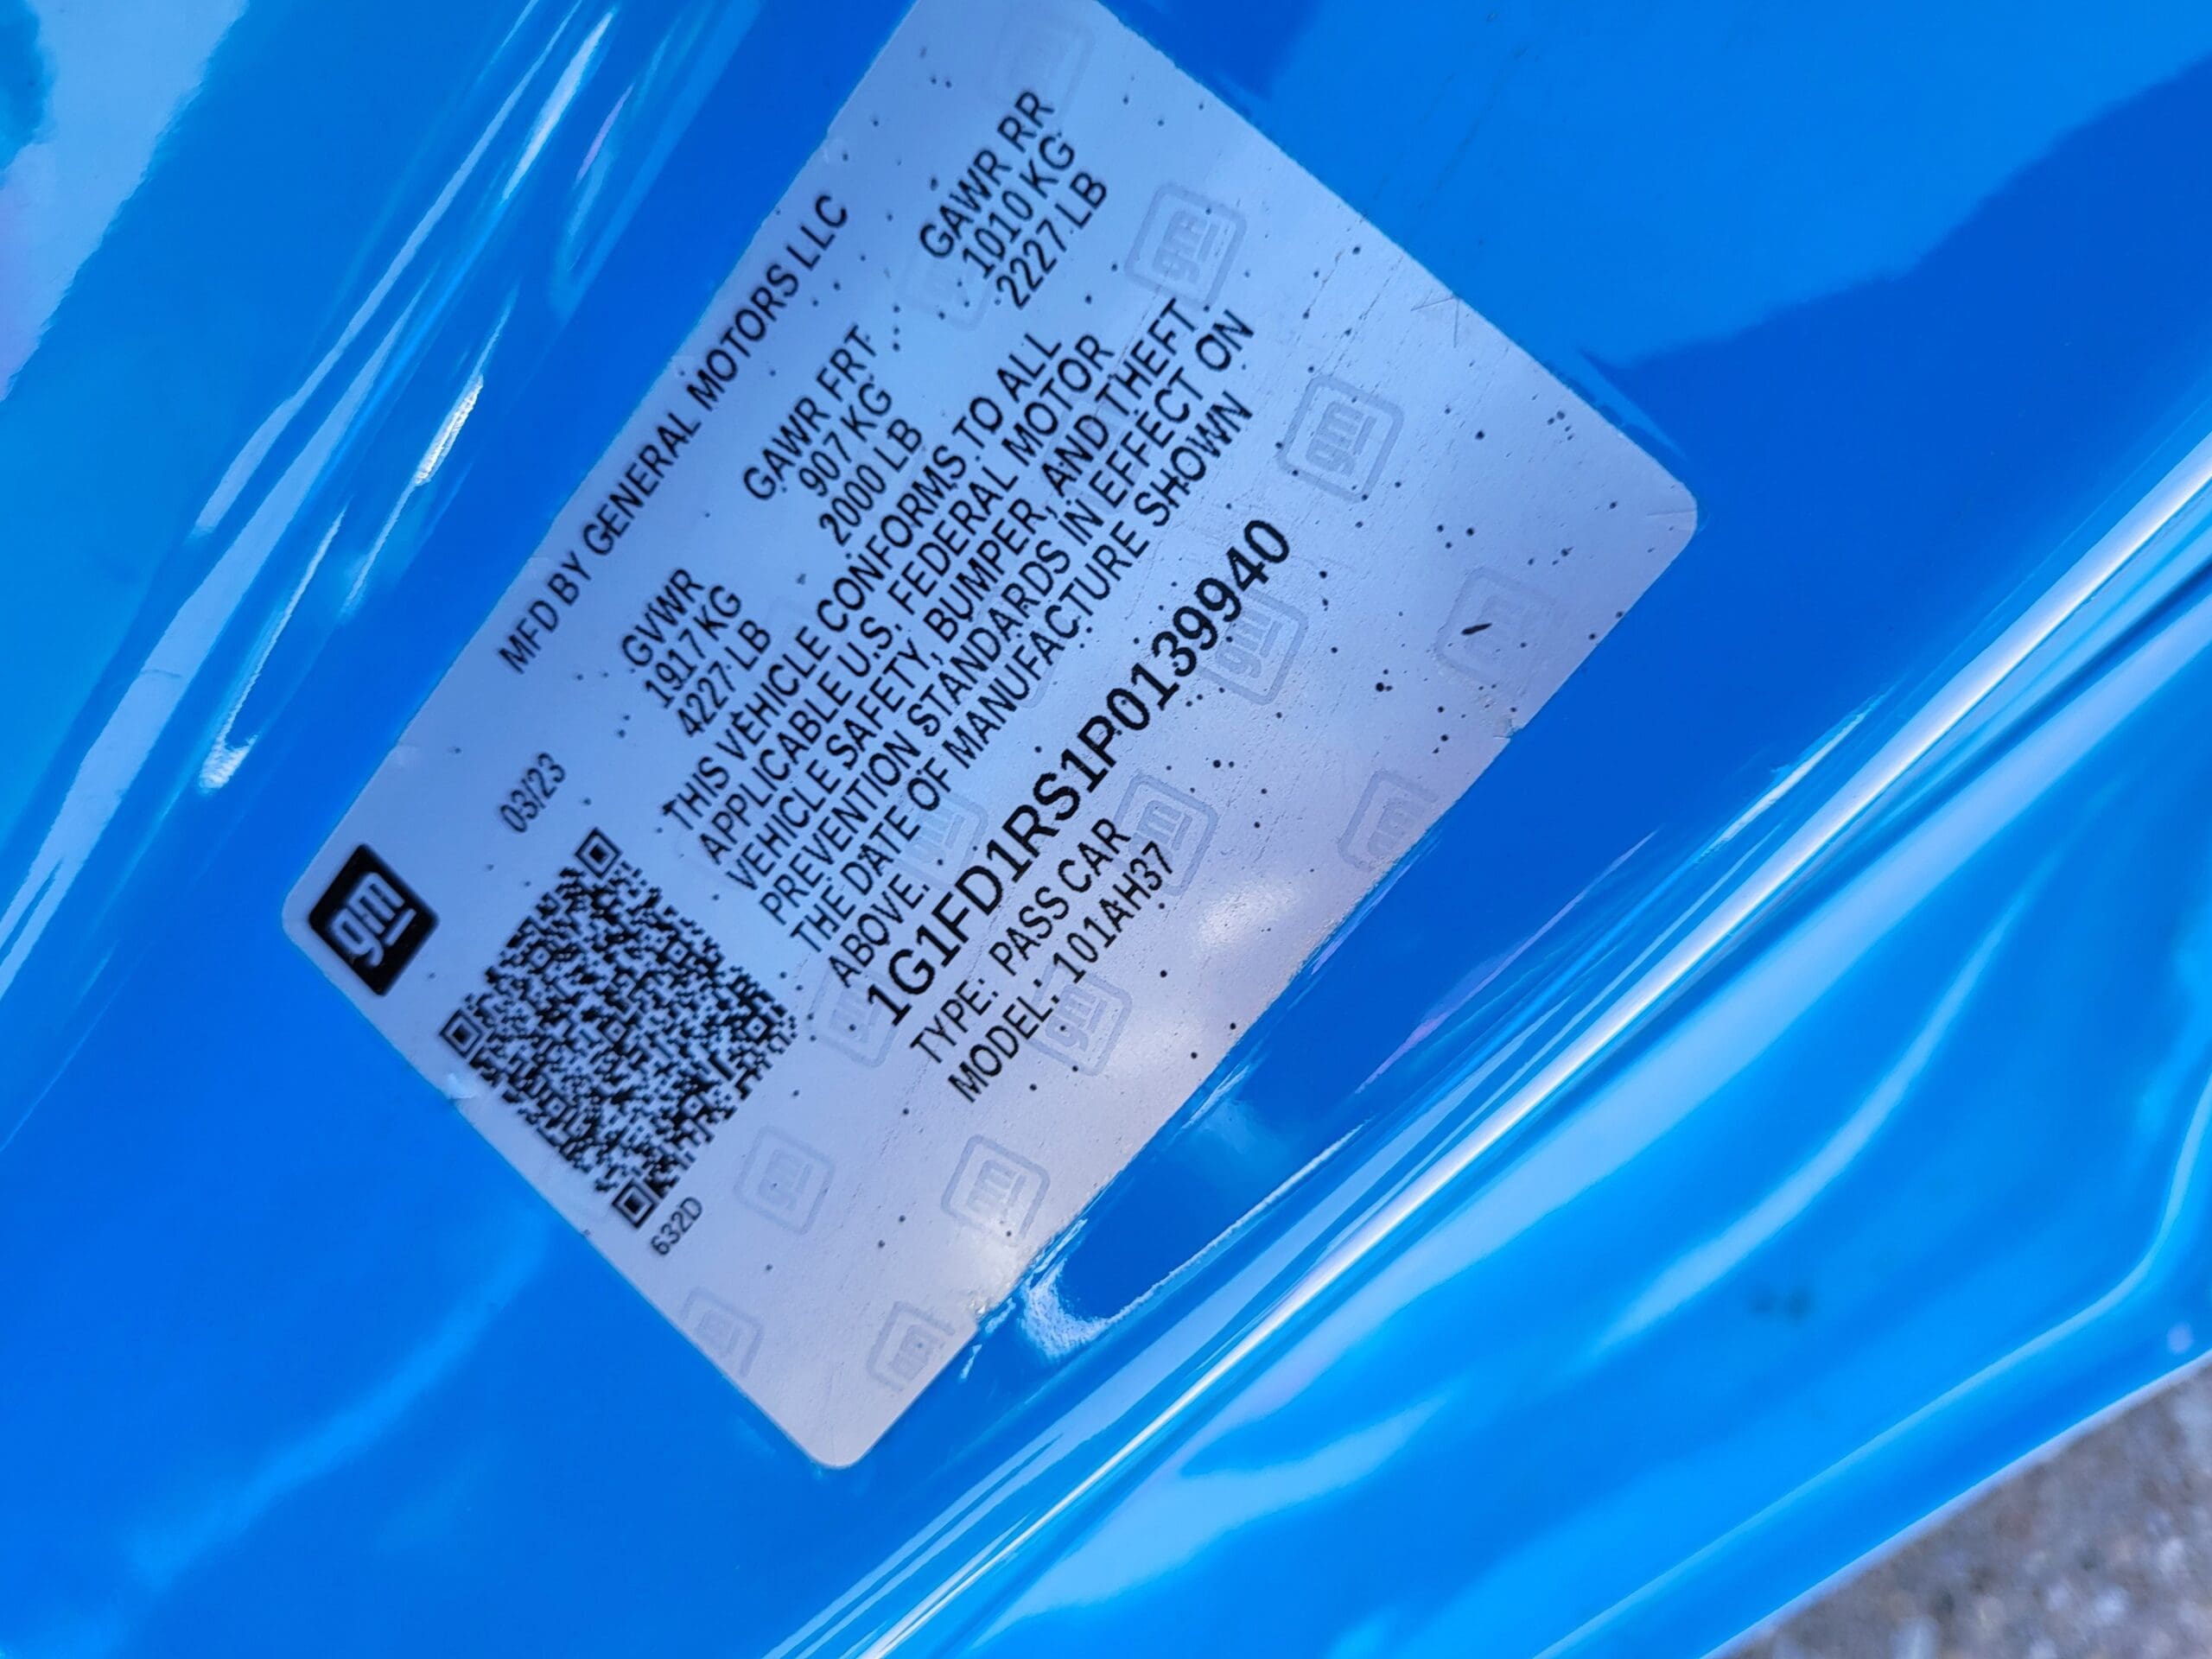 gm
MFD BY GENERAL MOTORS LLC
03/23
GVWR GAWR FRT GAWR RR
1917 KG 907 KG 1010 KG
4227 LB 2000 LB 2227 LB
THIS VEHICLE CONFORMS TO ALL
APPLICABLE U.S. FEDERAL MOTOR
VEHICLE SAFETY, BUMPER, AND THEFT
PREVENTION STANDARDS IN EFFECT ON
THE DATE OF MANUFACTURE SHOWN
ABOVE.
1G1FD1RS1P0139940
TYPE: PASS CAR
MODEL: 101AH37
632D